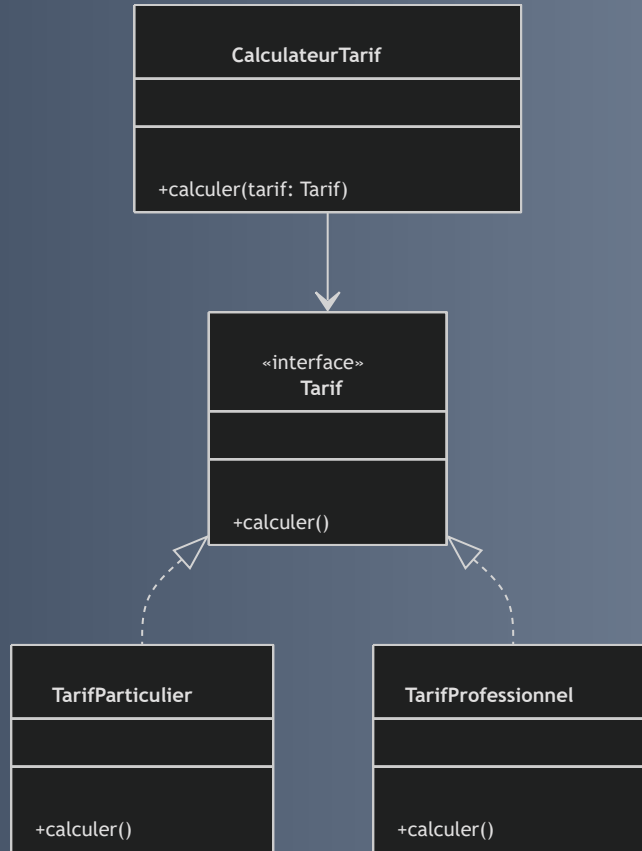 CalculateurTarif
+calculer(tarif: Tarif)
«interface»
Tarif
+calculer()
TarifParticulier
+calculer()
TarifProfessionnel
+calculer()